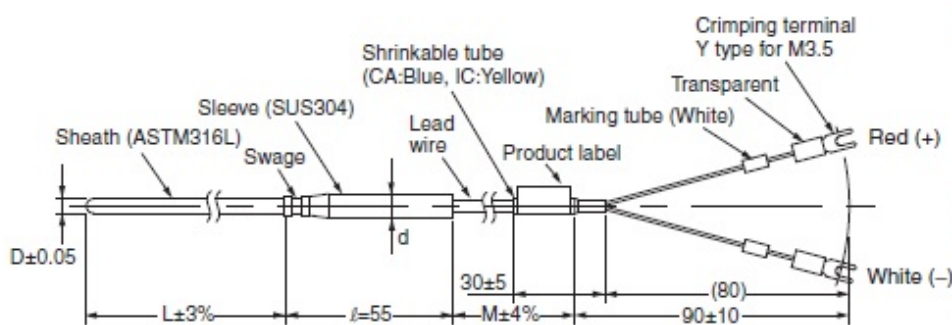 Crimping terminal
Y type for M3.5
Shrinkable tube
(CA:Blue, IC:Yellow)
Transparent
Sleeve (SUS304)
Marking tube (White)
Sheath (ASTM316L)
Lead
wire
Red (+)
Swage
Product label
D±0.05
d
30±5
(80)
White (–)
L±3%
ℓ=55
M±4%
90±10